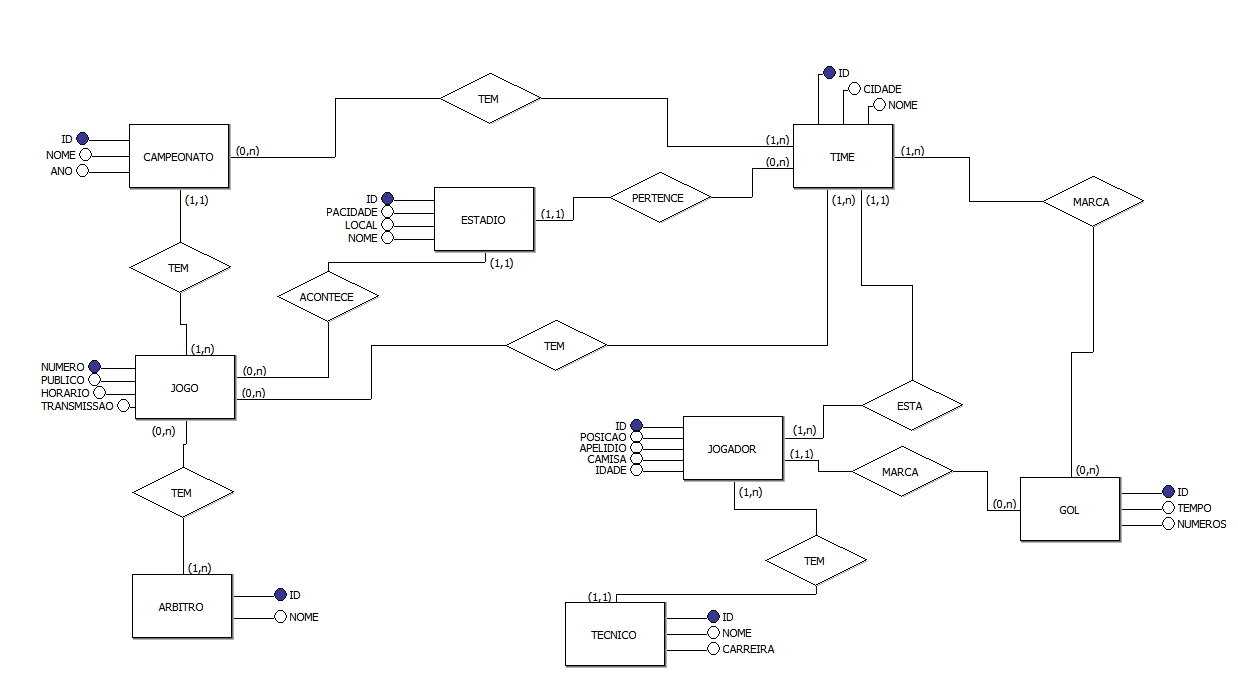 ID
CIDADE
NOME
TEM
ID
NOME
ANO
CAMPEONATO
(0,n)
(1,n)
(0,n)
TIME
(1,n)
(1,1)
ID
PACIDADE
LOCAL
NOME
ESTADIO
(1,1)
PERTENCE
(1,n)
(1,1)
MARCA
TEM
(1,1)
ACONTECE
TEM
(1,n)
NUMERO
PUBLICO
HORARIO
TRANSMISSAO
JOGO
(0,n)
(0,n)
(0,n)
ESTA
ID
POSICAO
APELIDIO
CAMISA
IDADE
JOGADOR
(1,n)
(1,1)
MARCA
(0,n)
(0,n)
GOL
ID
TEMPO
NUMEROS
TEM
(1,n)
TEM
(1,n)
ARBITRO
ID
NOME
(1,1)
TECNICO
ID
NOME
CARREIRA